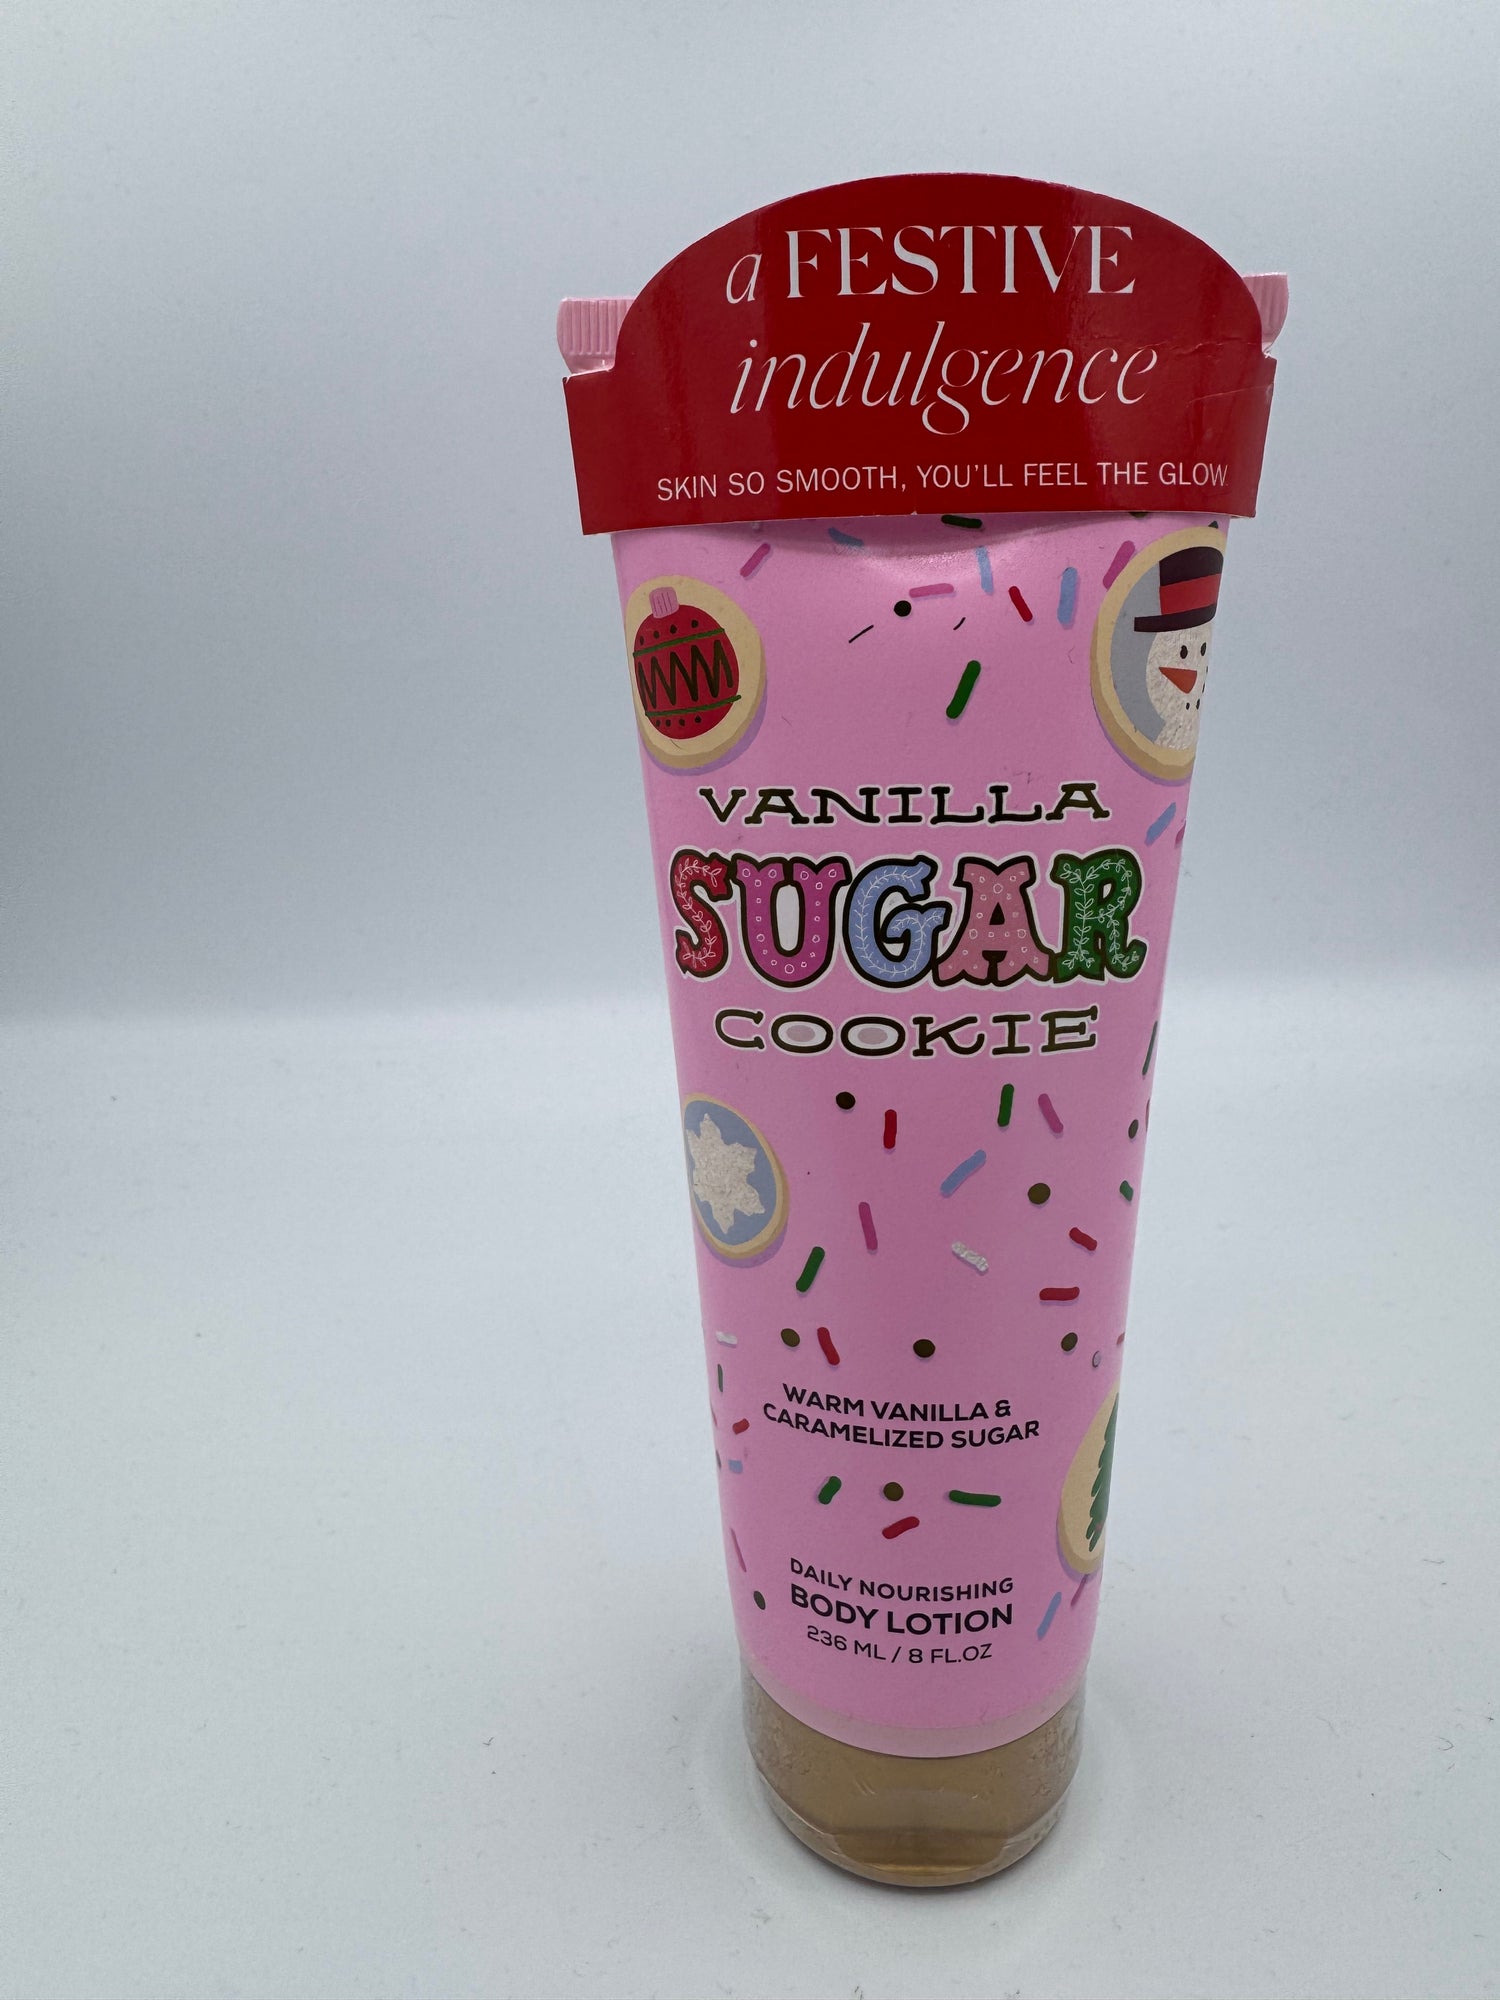 a FESTIVE
indulgence
SKIN SO SMOOTH, YOU'LL FEEL THE GLOW.
VANILLA
SUGAR
COOKIE
WARM VANILLA &
CARAMELIZED SUGAR
DAILY NOURISHING
BODY LOTION
236 ML / 8 FL.OZ